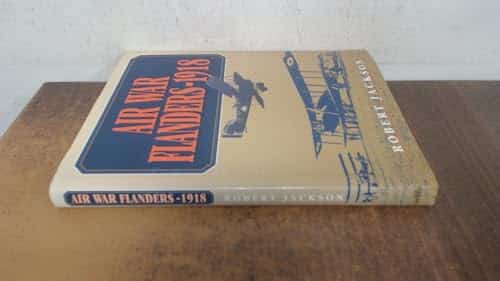 AIR WAR
FLANDERS-1918
ROBERT JACKSON
AIR WAR FLANDERS-1918
ROBERT JACKSON